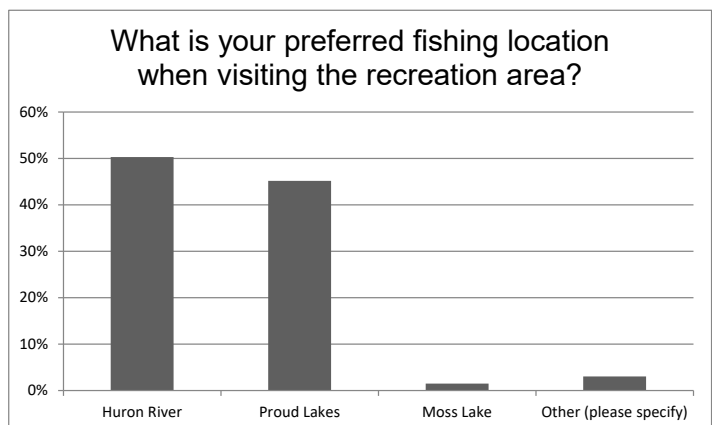 What is your preferred fishing location
when visiting the recreation area?
60%
50%
40%
30%
20%
10%
0%
Huron River Proud Lakes Moss Lake Other (please specify)